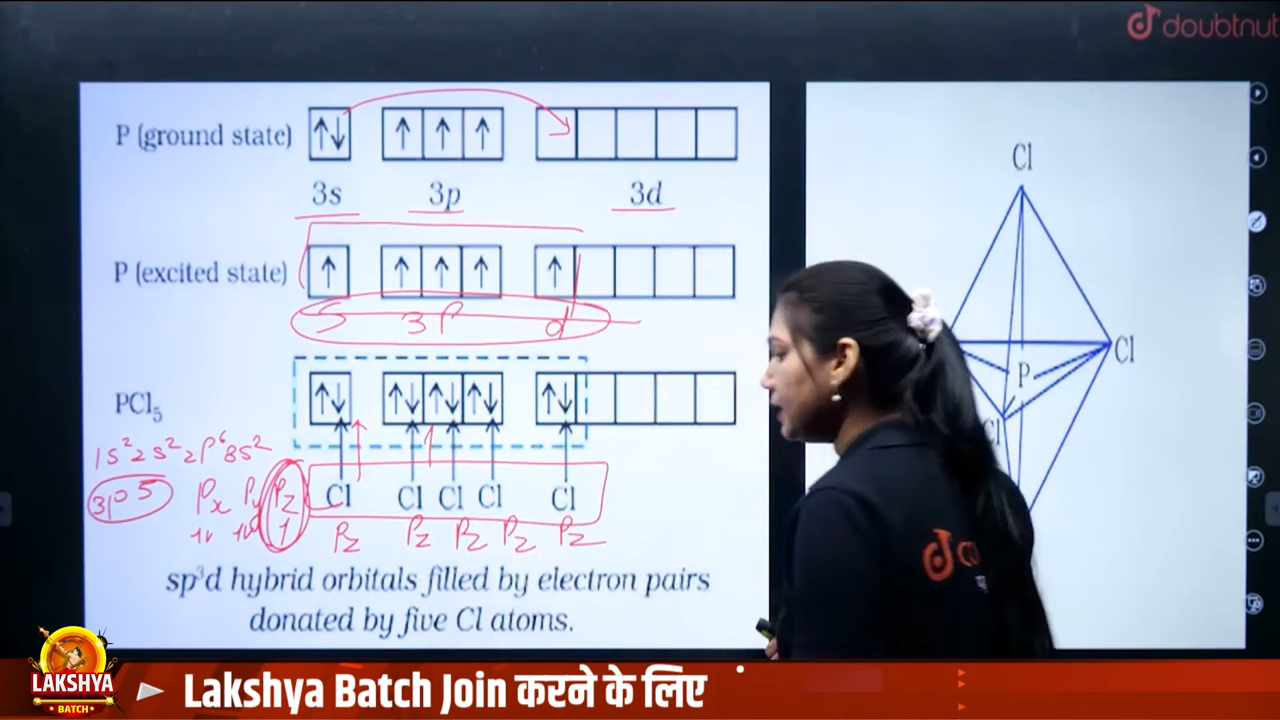 doubtnut
P (ground state)
↑↓ ↑ ↑ ↑
3s 3p 3d
P (excited state)
↑ ↑ ↑ ↑ ↑
S 3P d
PCl₅
↑↓ ↑↓ ↑↓ ↑↓ ↑↓
1s² 2s² 2p⁶ 3s²
3p5 Px Py Pz
Cl Cl Cl Cl Cl
1
Pz Pz Pz Pz Pz
sp³d hybrid orbitals filled by electron pairs
donated by five Cl atoms.
Cl
Cl
P
Cl
LAKSHYA
BATCH
Lakshya Batch Join करने के लिए